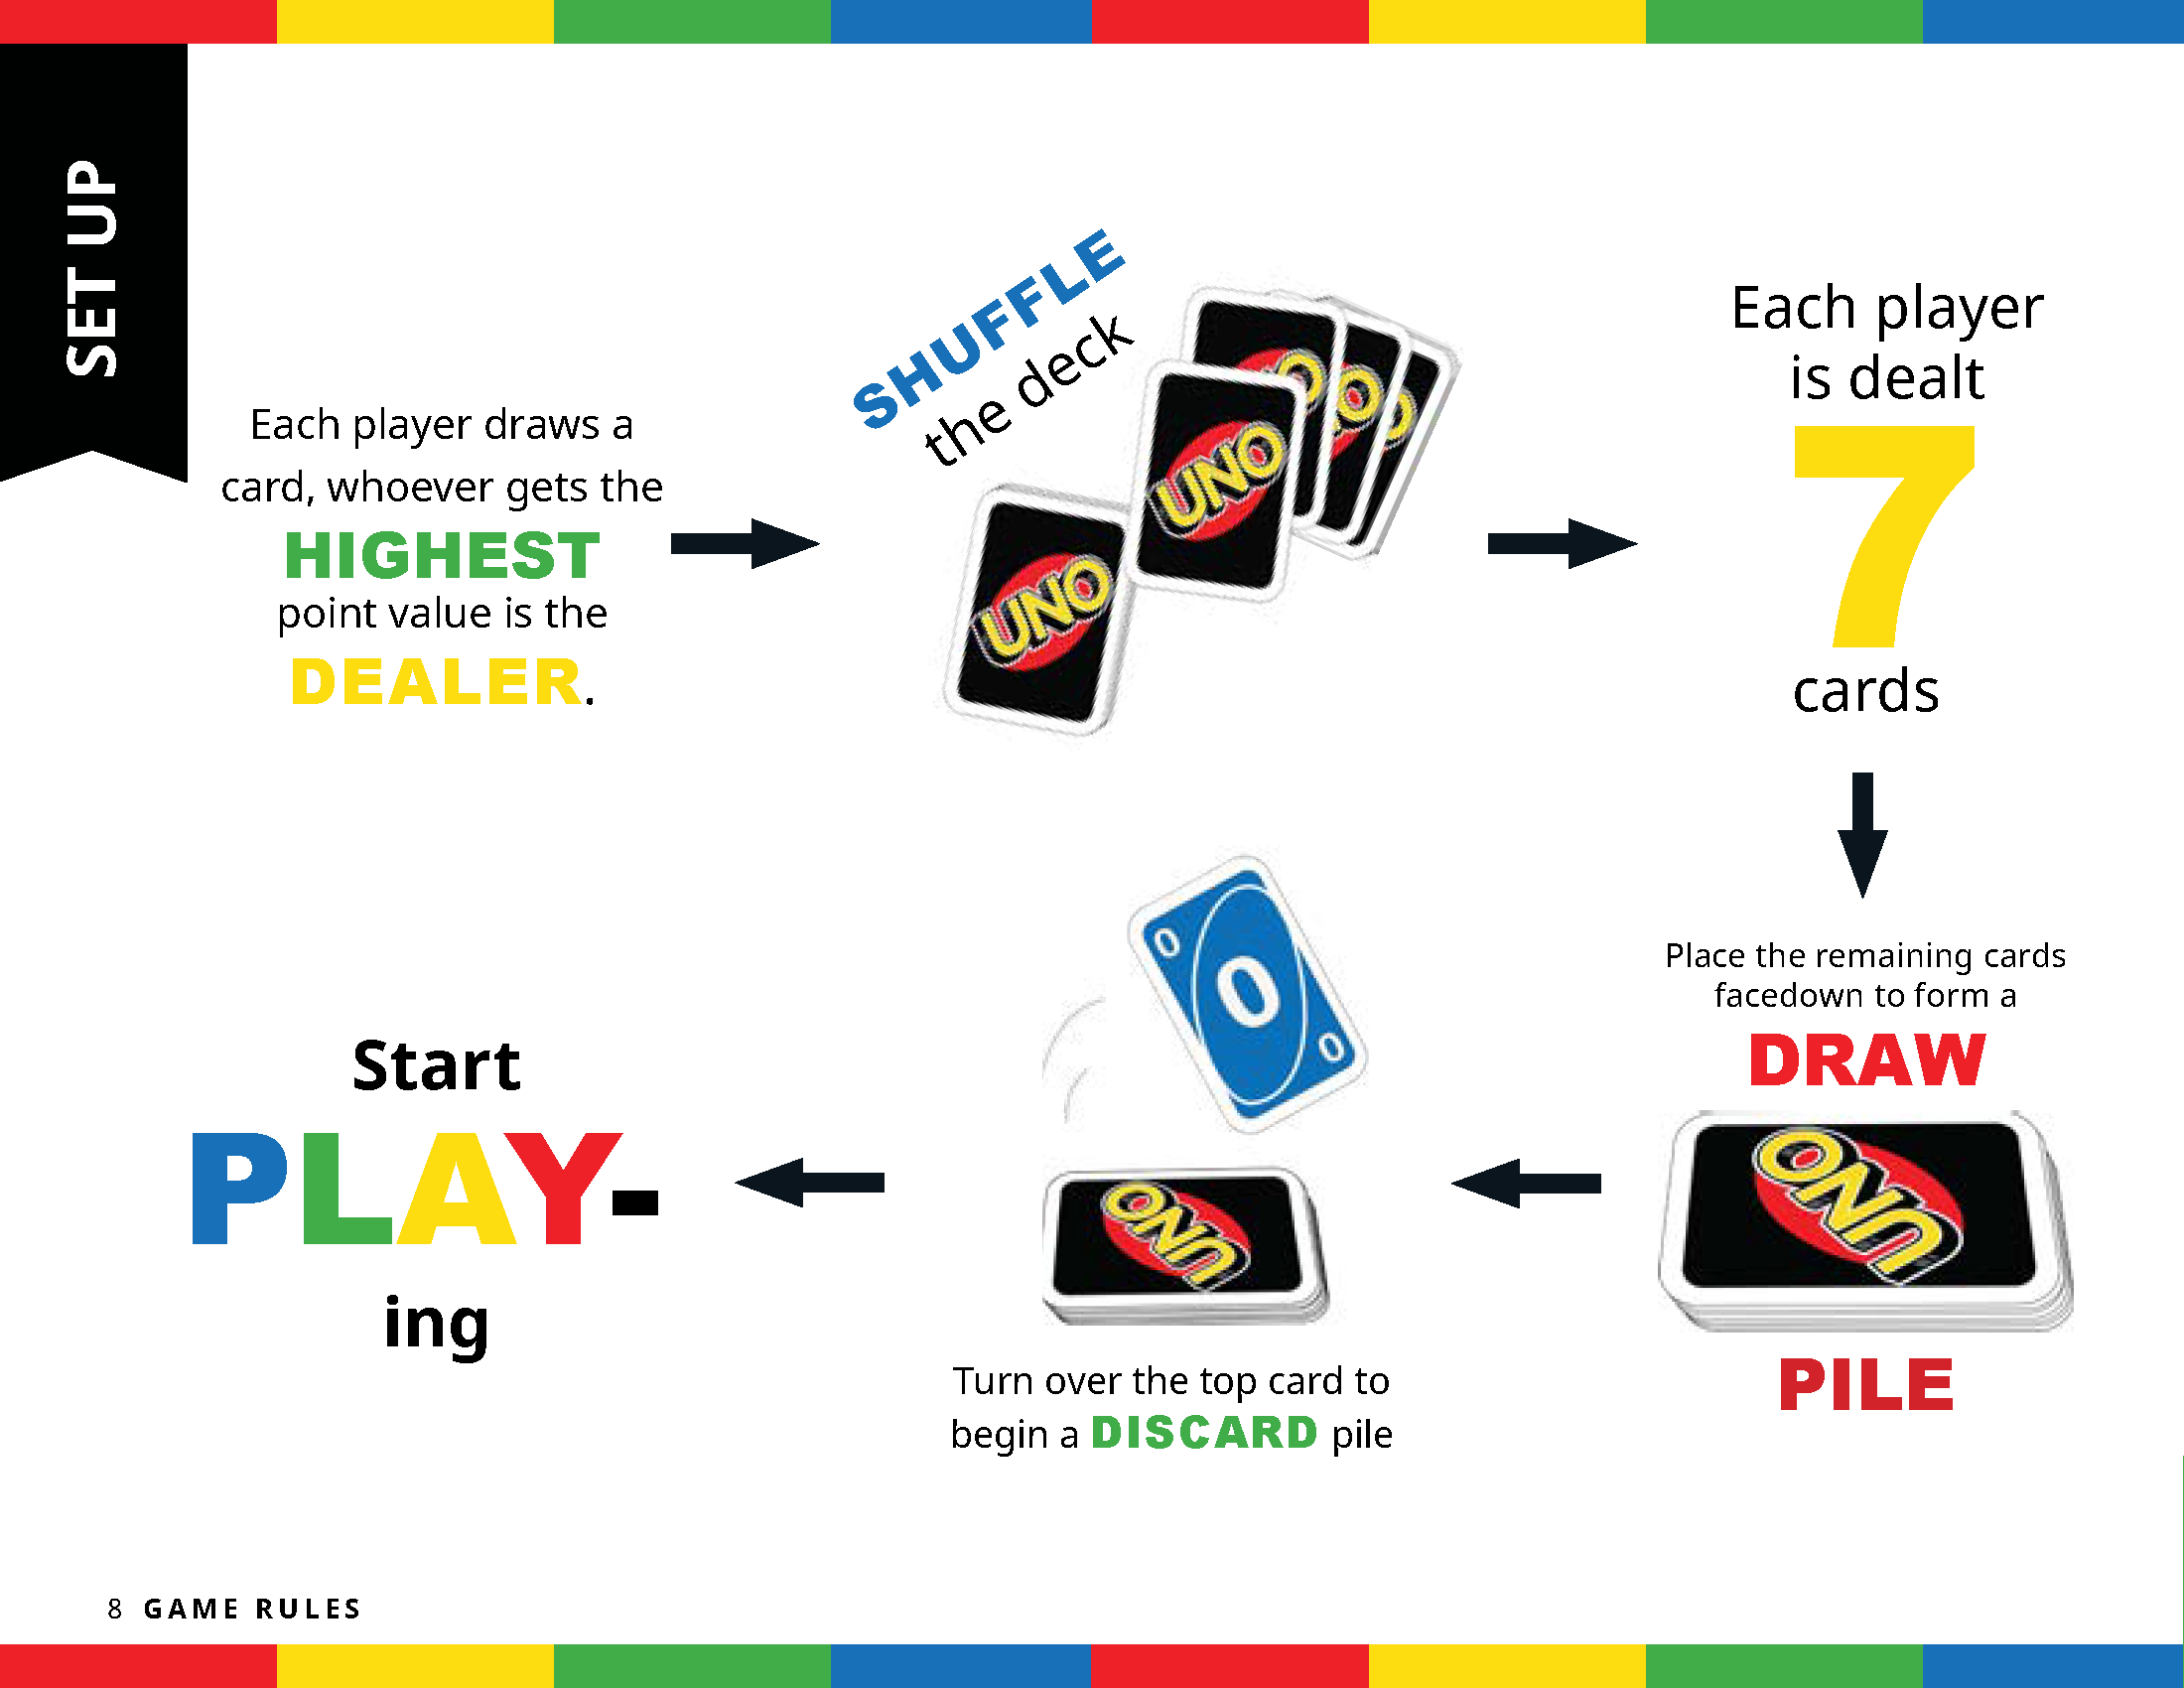 SET UP
Each player draws a
card, whoever gets the
HIGHEST
point value is the
DEALER.
SHUFFLE
the deck
UNO
UNO
Each player
is dealt
7
cards
Place the remaining cards
facedown to form a
DRAW
UNO
PILE
0
0
0
UNO
Turn over the top card to
begin a DISCARD pile
Start
PLAY-
ing
8 GAME RULES